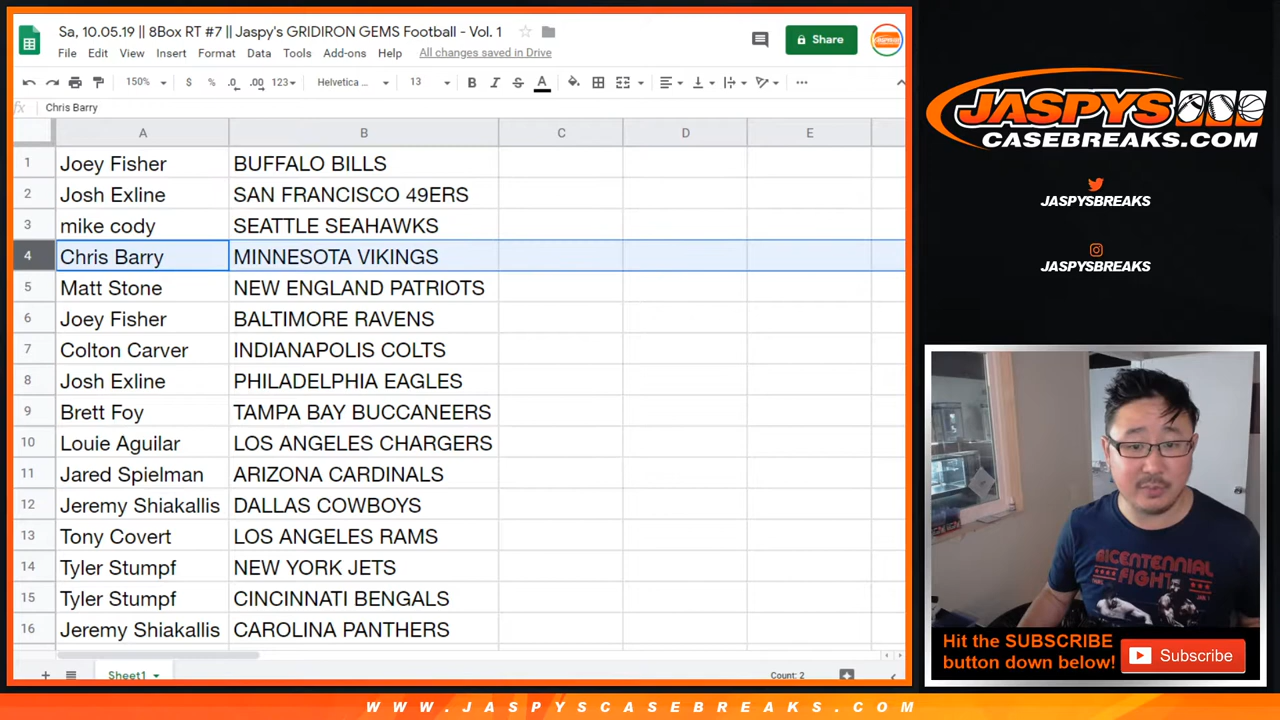 Sa, 10.05.19 || 8Box RT #7 || Jaspy's GRIDIRON GEMS Football - Vol. 1
File Edit View Insert Format Data Tools Add-ons Help All changes saved in Drive
Share
150% $ % .0 .00 123 Helvetica ... 13 B I S A
fx Chris Barry
A B C D E
1 Joey Fisher BUFFALO BILLS
2 Josh Exline SAN FRANCISCO 49ERS
3 mike cody SEATTLE SEAHAWKS
4 Chris Barry MINNESOTA VIKINGS
5 Matt Stone NEW ENGLAND PATRIOTS
6 Joey Fisher BALTIMORE RAVENS
7 Colton Carver INDIANAPOLIS COLTS
8 Josh Exline PHILADELPHIA EAGLES
9 Brett Foy TAMPA BAY BUCCANEERS
10 Louie Aguilar LOS ANGELES CHARGERS
11 Jared Spielman ARIZONA CARDINALS
12 Jeremy Shiakallis DALLAS COWBOYS
13 Tony Covert LOS ANGELES RAMS
14 Tyler Stumpf NEW YORK JETS
15 Tyler Stumpf CINCINNATI BENGALS
16 Jeremy Shiakallis CAROLINA PANTHERS
Sheet1 Count: 2
JASPYS
CASEBREAKS.COM
JASPYSBREAKS
JASPYSBREAKS
BICENTENNIAL
FIGHT
Hit the SUBSCRIBE
button down below!
Subscribe
WWW.JASPYSCASEBREAKS.COM